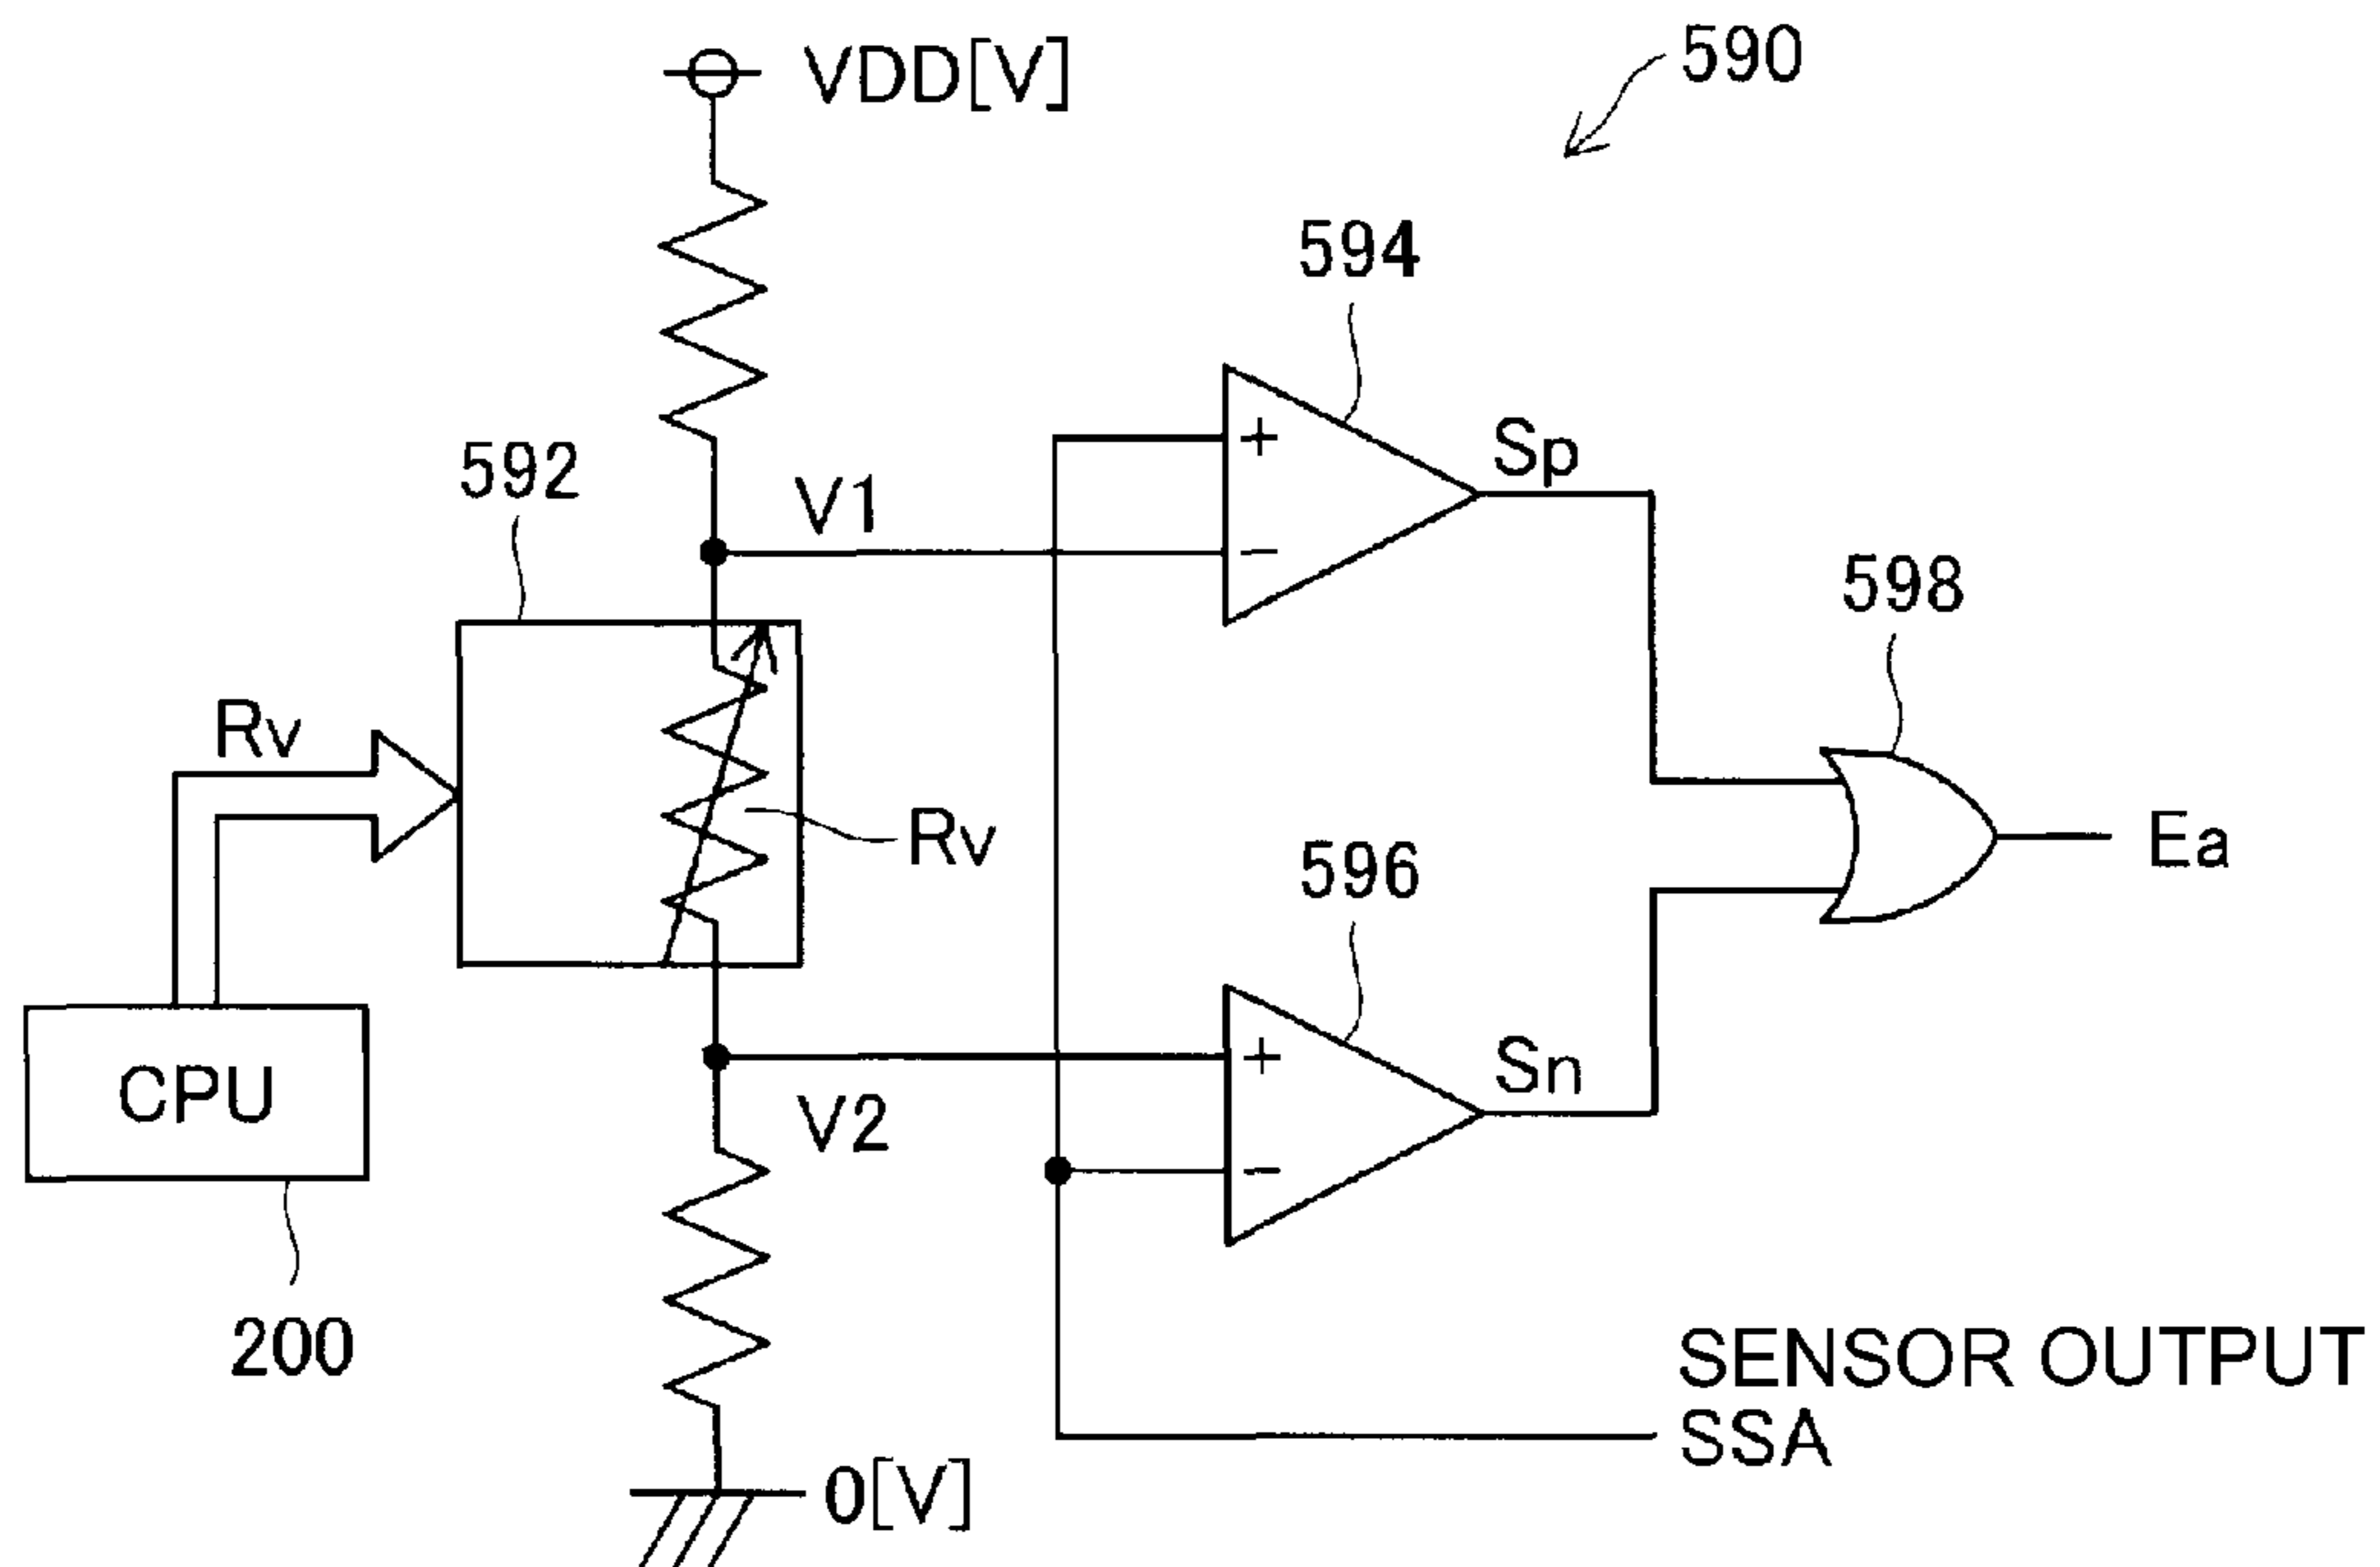 VDD[V]
590
594
Sp
592
V1
598
Rv
Rv
Ea
596
Sn
CPU
V2
200
SENSOR OUTPUT
SSA
0[V]
+
−
+
−